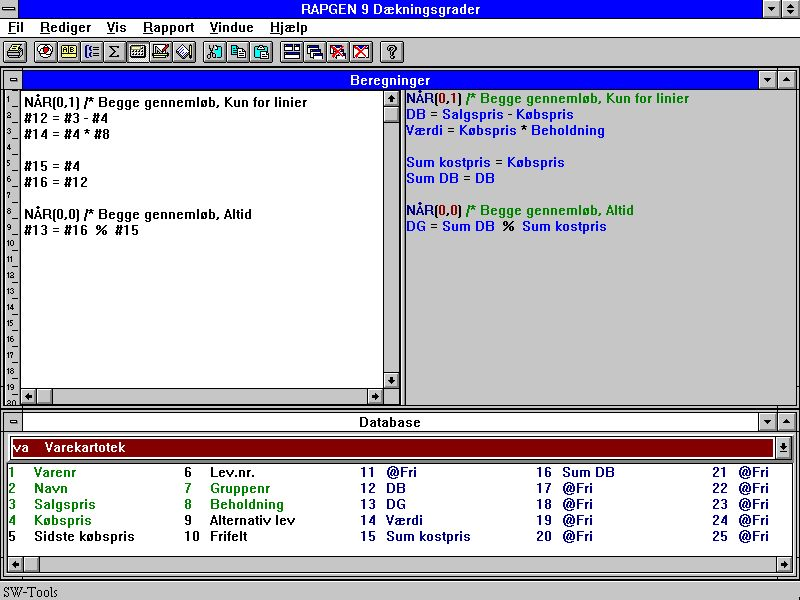 RAPGEN 9 Dækningsgrader
Fil Rediger Vis Rapport Vindue Hjælp
Beregninger
1 NÅR(0,1) /* Begge gennemløb, Kun for linier
2 #12 = #3 - #4
3 #14 = #4 * #8
4
5 #15 = #4
6 #16 = #12
7
8 NÅR(0,0) /* Begge gennemløb, Altid
9 #13 = #16 % #15
10
11
12
13
14
15
16
17
18
19
20
NÅR(0,1) /* Begge gennemløb, Kun for linier
DB = Salgspris - Købspris
Værdi = Købspris * Beholdning
Sum kostpris = Købspris
Sum DB = DB
NÅR(0,0) /* Begge gennemløb, Altid
DG = Sum DB % Sum kostpris
Database
va Varekartotek
1 Varenr 6 Lev.nr. 11 @Fri 16 Sum DB 21 @Fri
2 Navn 7 Gruppenr 12 DB 17 @Fri 22 @Fri
3 Salgspris 8 Beholdning 13 DG 18 @Fri 23 @Fri
4 Købspris 9 Alternativ lev 14 Værdi 19 @Fri 24 @Fri
5 Sidste købspris 10 Frifelt 15 Sum kostpris 20 @Fri 25 @Fri
SW-Tools